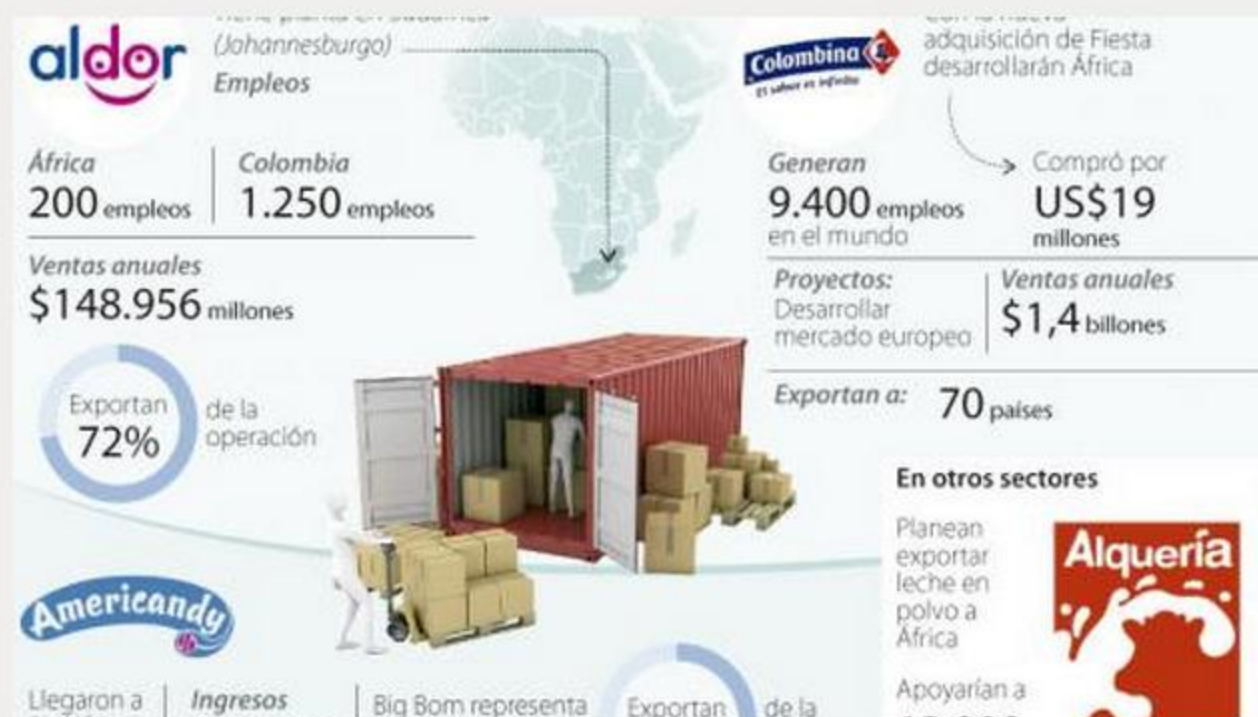 aldor
(Johannesburgo)
Empleos
África
200 empleos
Colombia
1.250 empleos
Ventas anuales
$148.956 millones
Exportan
72%
de la
operación
Colombina
El sabor es infinito
adquisición de Fiesta
desarrollarán África
Generan
9.400 empleos
en el mundo
Compró por
US$19
millones
Proyectos:
Desarrollar
mercado europeo
Ventas anuales
$1,4 billones
Exportan a: 70 países
En otros sectores
Planean
exportar
leche en
polvo a
África
Alquería
Apoyarían a
Americandy
Llegaron a
Ingresos
Big Bom representa
Exportan
de la